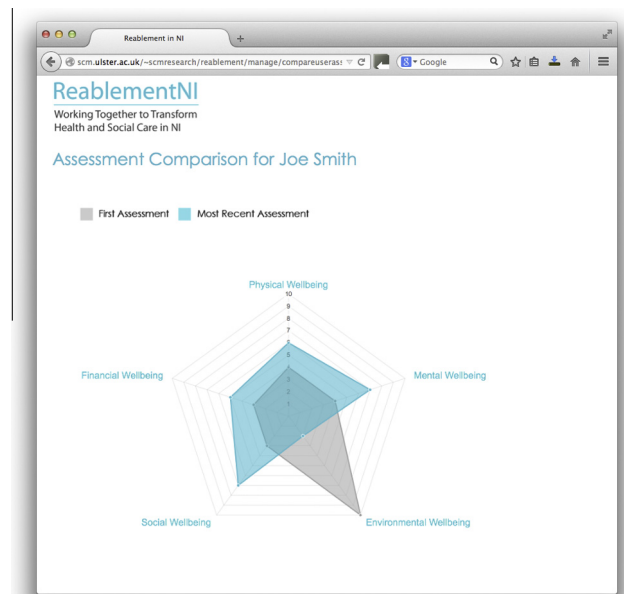 Reablement in NI
scm.ulster.ac.uk/~scmresearch/reablement/manage/compareuserass
Google
ReablementNI
Working Together to Transform
Health and Social Care in NI
Assessment Comparison for Joe Smith
First Assessment
Most Recent Assessment
Physical Wellbeing
10
9
8
7
6
5
4
3
2
1
Financial Wellbeing
Mental Wellbeing
Social Wellbeing
Environmental Wellbeing